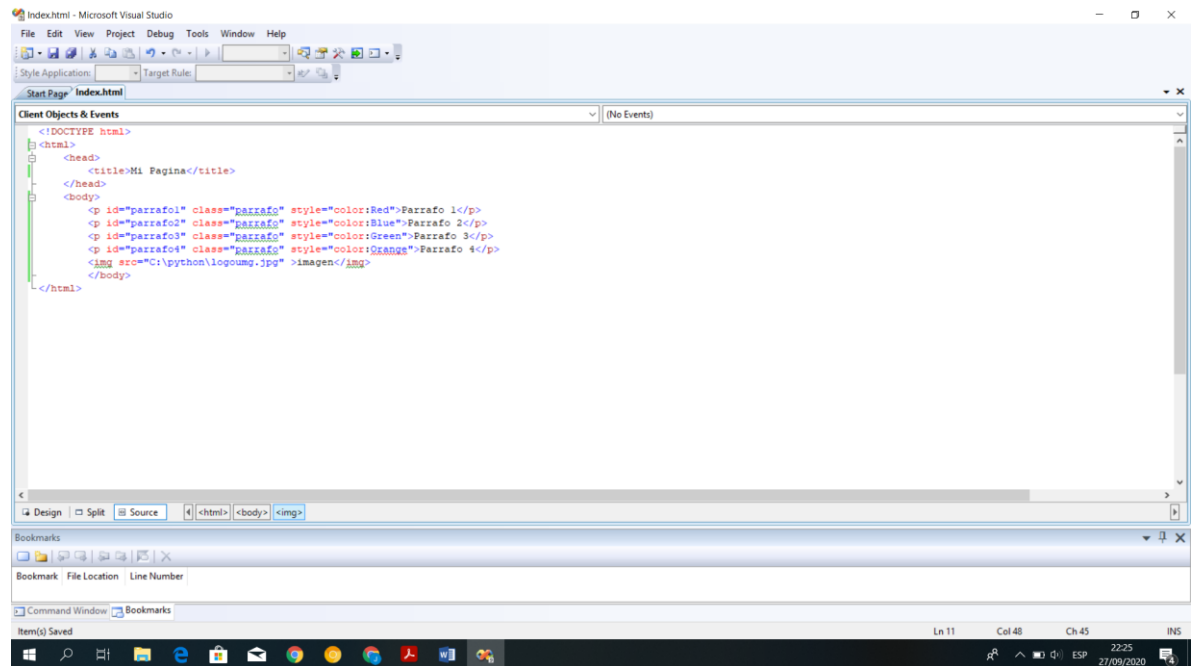 Index.html - Microsoft Visual Studio
File Edit View Project Debug Tools Window Help
Style Application: Target Rule:
Start Page Index.html
Client Objects & Events (No Events)
<!DOCTYPE html>
<html>
<head>
<title>Mi Pagina</title>
</head>
<body>
<p id="parrafo1" class="parrafo" style="color:Red">Parrafo 1</p>
<p id="parrafo2" class="parrafo" style="color:Blue">Parrafo 2</p>
<p id="parrafo3" class="parrafo" style="color:Green">Parrafo 3</p>
<p id="parrafo4" class="parrafo" style="color:Orange">Parrafo 4</p>
<img src="C:\python\logoumg.jpg" >imagen</img>
</body>
</html>
Design Split Source <html> <body> <img>
Bookmarks
Bookmark File Location Line Number
Command Window Bookmarks
Item(s) Saved Ln 11 Col 48 Ch 45 INS
ESP 22:25
27/09/2020 4